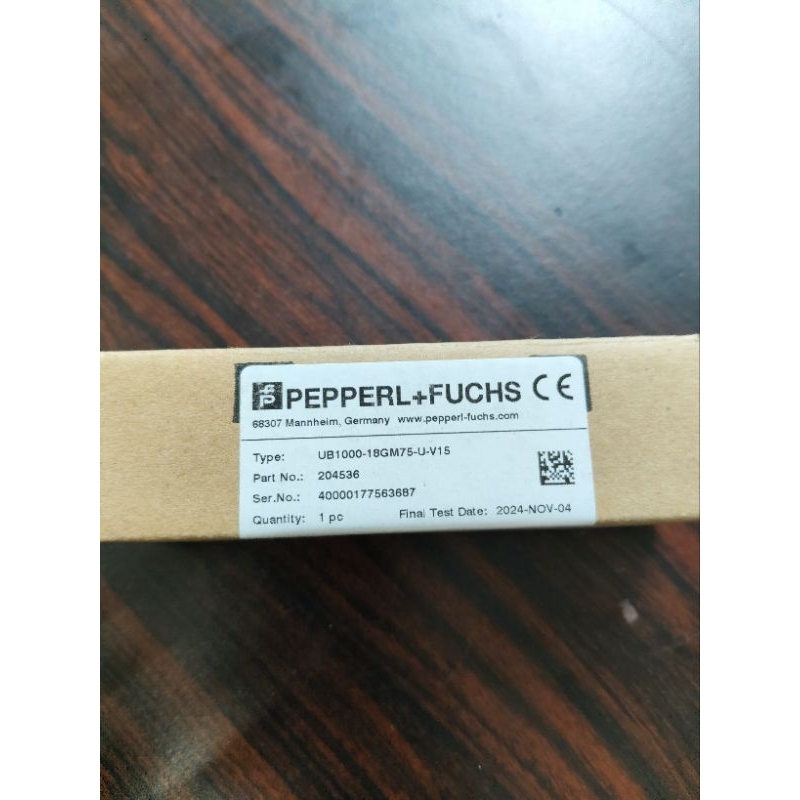 PEPPERL+FUCHS CE
68307 Mannheim, Germany www.pepperl-fuchs.com
Type: UB1000-18GM75-U-V15
Part No.: 204536
Ser.No.: 40000177563687
Quantity: 1 pc Final Test Date: 2024-NOV-04